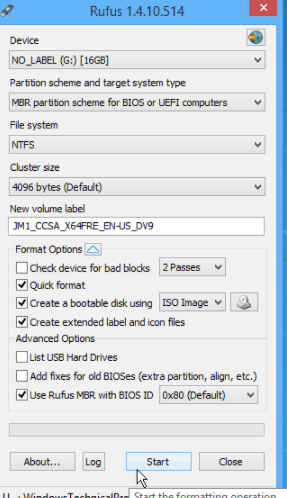 Rufus 1.4.10.514
Device
NO_LABEL (G:) [16GB]
Partition scheme and target system type
MBR partition scheme for BIOS or UEFI computers
File system
NTFS
Cluster size
4096 bytes (Default)
New volume label
JM1_CCSA_X64FRE_EN-US_DV9
Format Options
Check device for bad blocks 2 Passes
Quick format
Create a bootable disk using ISO Image
Create extended label and icon files
Advanced Options
List USB Hard Drives
Add fixes for old BIOSes (extra partition, align, etc.)
Use Rufus MBR with BIOS ID 0x80 (Default)
About... Log Start Close
Start the formatting operation